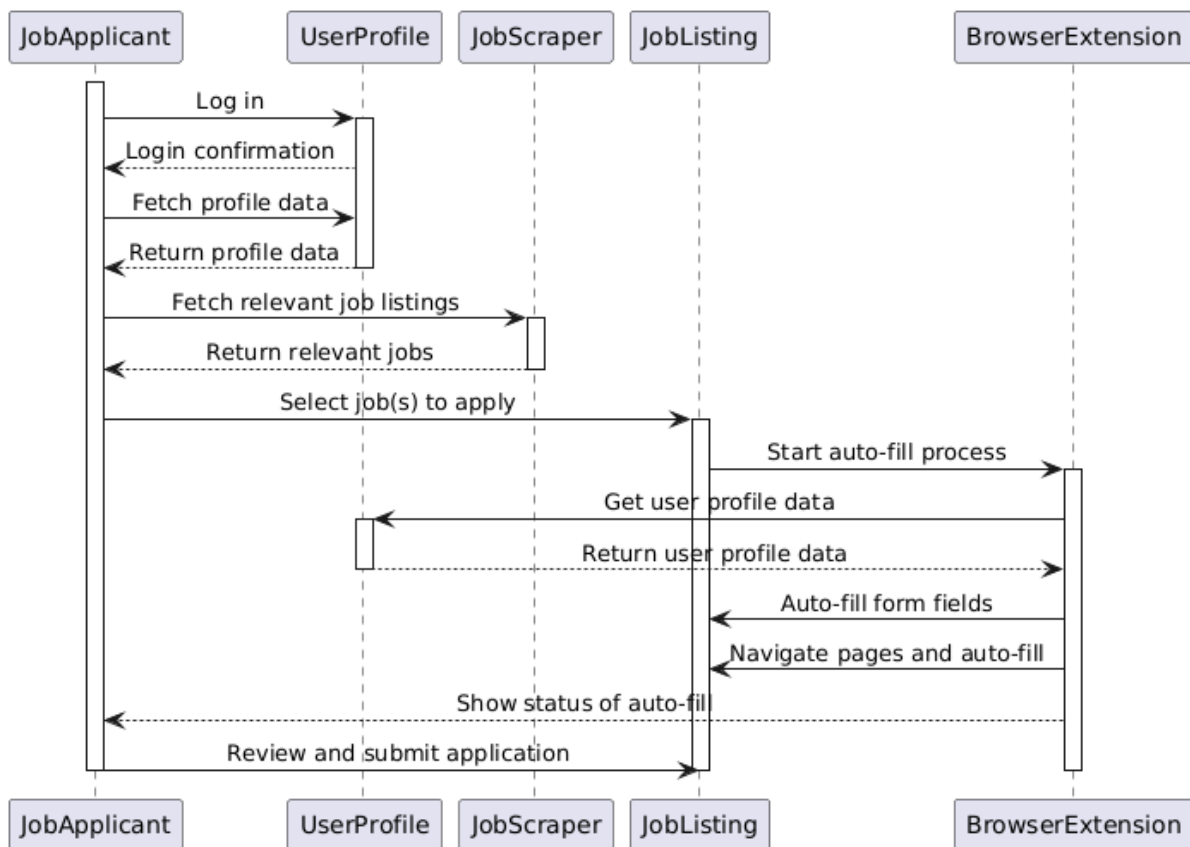 JobApplicant UserProfile JobScraper JobListing BrowserExtension
Log in
Login confirmation
Fetch profile data
Return profile data
Fetch relevant job listings
Return relevant jobs
Select job(s) to apply
Start auto-fill process
Get user profile data
Return user profile data
Auto-fill form fields
Navigate pages and auto-fill
Show status of auto-fill
Review and submit application
JobApplicant UserProfile JobScraper JobListing BrowserExtension